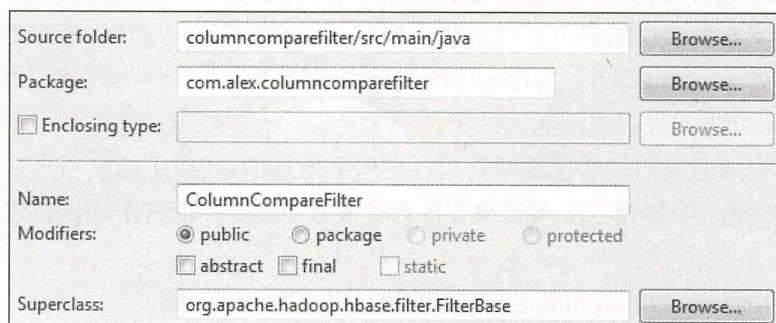 Source folder: columncomparefilter/src/main/java Browse...
Package: com.alex.columncomparefilter Browse...
Enclosing type: Browse...
Name: ColumnCompareFilter
Modifiers: public package private protected
abstract final static
Superclass: org.apache.hadoop.hbase.filter.FilterBase Browse...